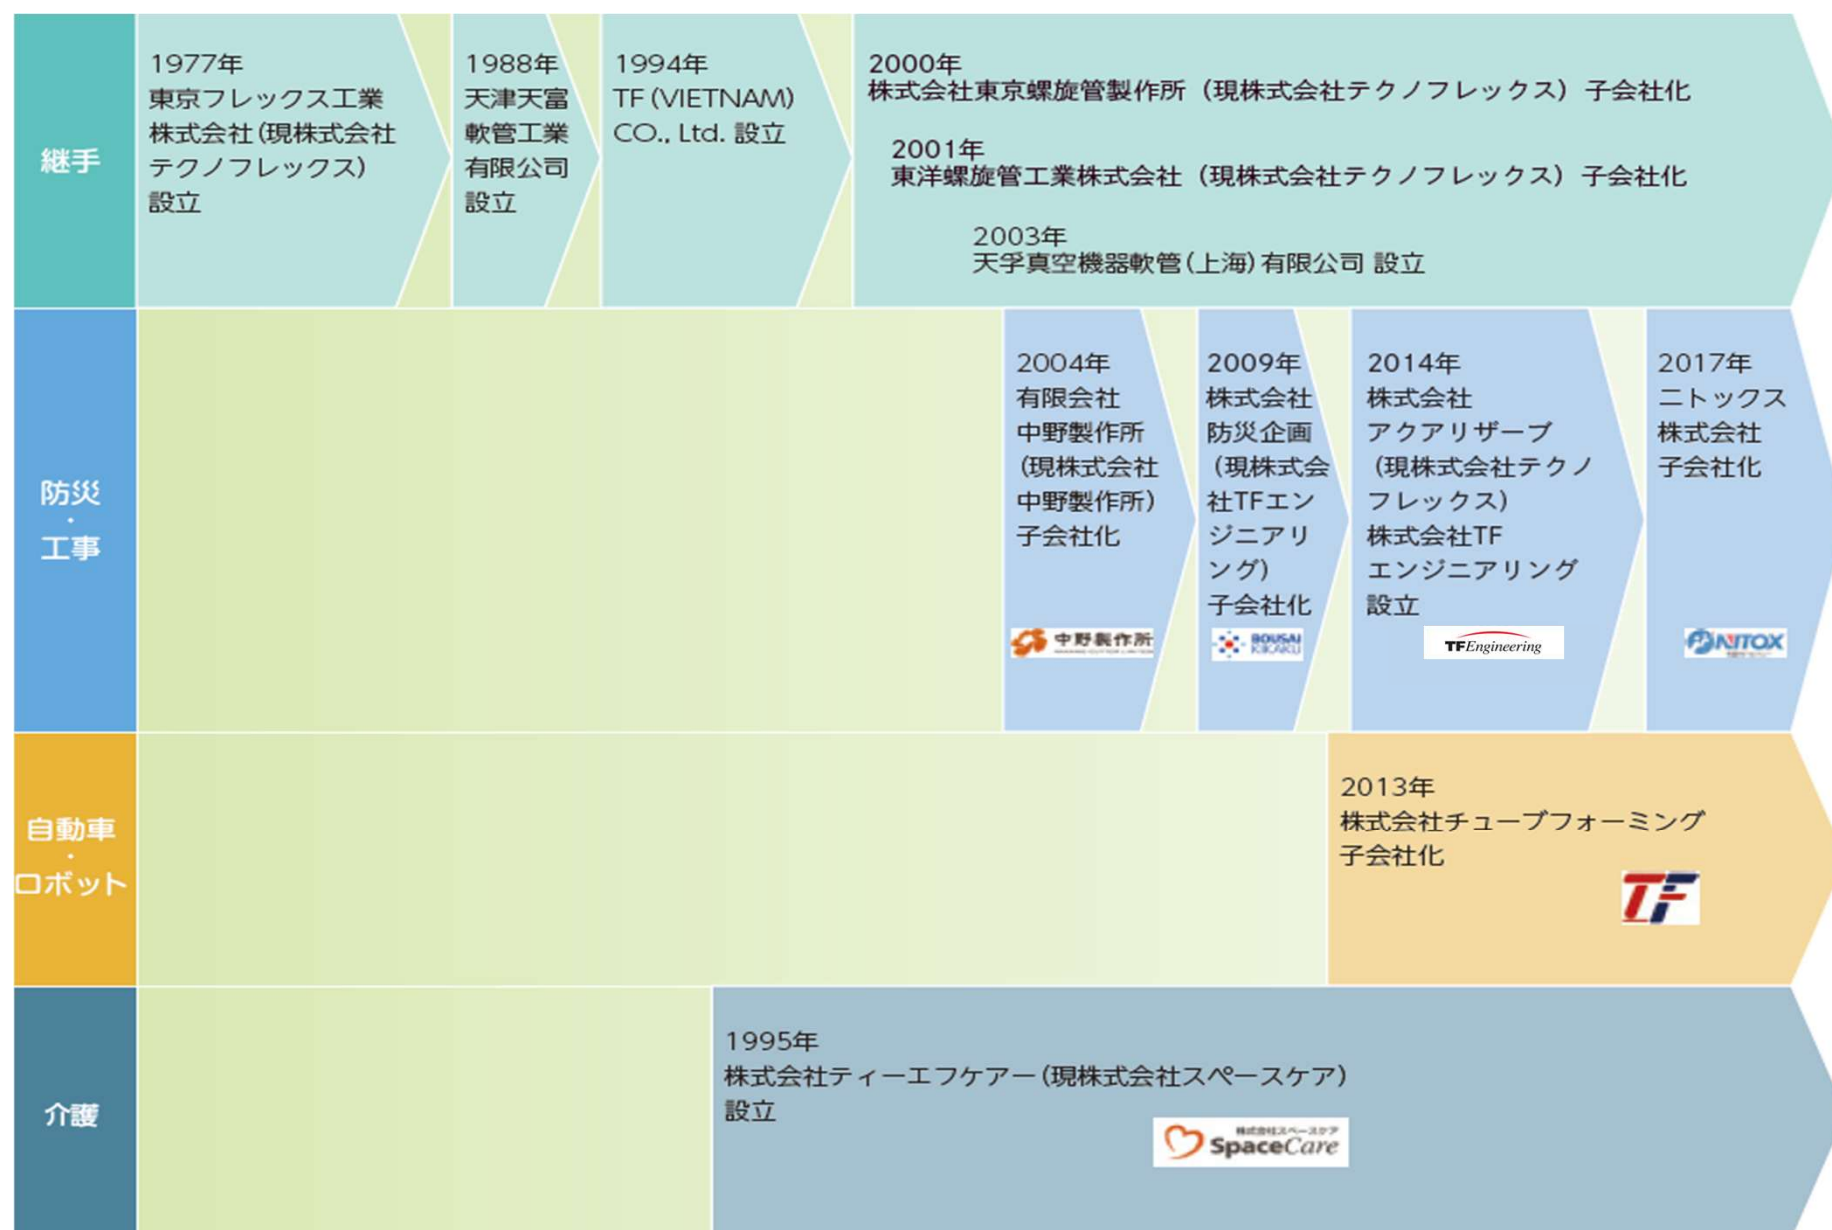 継手
1977年
東京フレックス工業
株式会社(現株式会社
テクノフレックス)
設立
1988年
天津天富
軟管工業
有限公司
設立
1994年
TF(VIETNAM)
CO., Ltd. 設立
2000年
株式会社東京螺旋管製作所（現株式会社テクノフレックス）子会社化
2001年
東洋螺旋管工業株式会社（現株式会社テクノフレックス）子会社化
2003年
天孚真空機器軟管(上海)有限公司 設立
防災
・
工事
2004年
有限会社
中野製作所
(現株式会社
中野製作所)
子会社化
中野製作所
2009年
株式会社
防災企画
(現株式会
社TFエン
ジニアリ
ング)
子会社化
BOUSAI
KIKAKU
2014年
株式会社
アクアリザーブ
(現株式会社テクノ
フレックス)
株式会社TF
エンジニアリング
設立
TFEngineering
2017年
ニトックス
株式会社
子会社化
NITOX
自動車
・
ロボット
2013年
株式会社チューブフォーミング
子会社化
TF
介護
1995年
株式会社ティーエフケアー(現株式会社スペースケア)
設立
株式会社スペースケア
SpaceCare